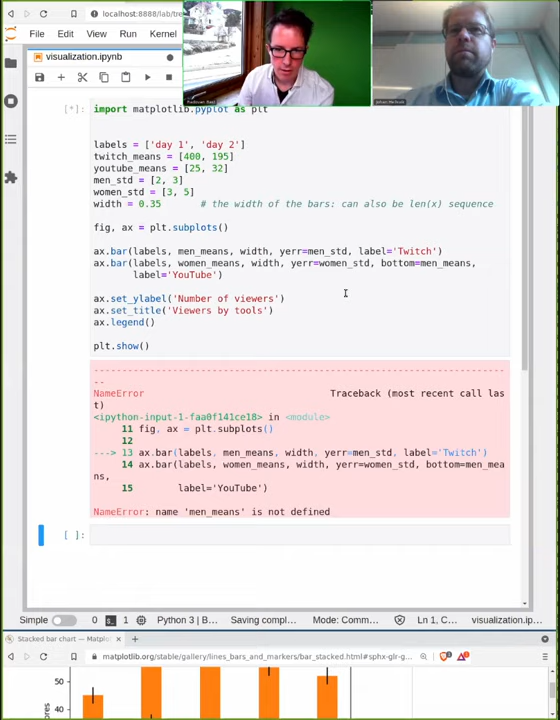 localhost:8888/lab/tre
visualization.ipynb
File Edit View Run Kernel
[*]: import matplotlib.pyplot as plt
labels = ['day 1', 'day 2']
twitch_means = [400, 195]
youtube_means = [25, 32]
men_std = [2, 3]
women_std = [3, 5]
width = 0.35 # the width of the bars: can also be len(x) sequence
fig, ax = plt.subplots()
ax.bar(labels, men_means, width, yerr=men_std, label='Twitch')
ax.bar(labels, women_means, width, yerr=women_std, bottom=men_means,
label='YouTube')
ax.set_ylabel('Number of viewers')
ax.set_title('Viewers by tools')
ax.legend()
plt.show()
---------------------------------------------------------------------------
--
NameError Traceback (most recent call las
t)
<ipython-input-1-faa0f141ce18> in <module>
11 fig, ax = plt.subplots()
12
---> 13 ax.bar(labels, men_means, width, yerr=men_std, label='Twitch')
14 ax.bar(labels, women_means, width, yerr=women_std, bottom=men_mea
ns,
15 label='YouTube')
NameError: name 'men_means' is not defined
[ ]:
Simple 0 1 Python 3 | B... Saving compl... Mode: Comm... Ln 1, C... visualization.ip...
Stacked bar chart — Matpl
matplotlib.org/stable/gallery/lines_bars_and_markers/bar_stacked.html#sphx-glr-g...
50
40